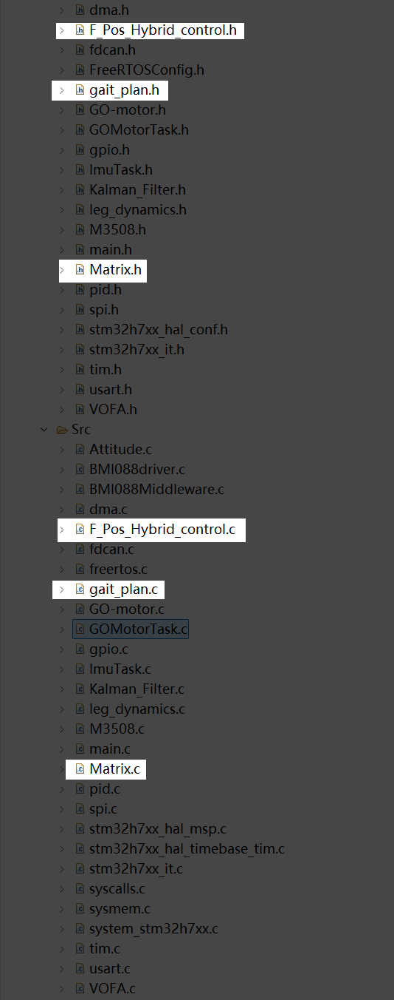 dma.h
F_Pos_Hybrid_control.h
fdcan.h
FreeRTOSConfig.h
gait_plan.h
GO-motor.h
GOMotorTask.h
gpio.h
ImuTask.h
Kalman_Filter.h
leg_dynamics.h
M3508.h
main.h
Matrix.h
pid.h
spi.h
stm32h7xx_hal_conf.h
stm32h7xx_it.h
tim.h
usart.h
VOFA.h
Src
Attitude.c
BMI088driver.c
BMI088Middleware.c
dma.c
F_Pos_Hybrid_control.c
fdcan.c
freertos.c
gait_plan.c
GO-motor.c
GOMotorTask.c
gpio.c
ImuTask.c
Kalman_Filter.c
leg_dynamics.c
M3508.c
main.c
Matrix.c
pid.c
spi.c
stm32h7xx_hal_msp.c
stm32h7xx_hal_timebase_tim.c
stm32h7xx_it.c
syscalls.c
sysmem.c
system_stm32h7xx.c
tim.c
usart.c
VOFA.c